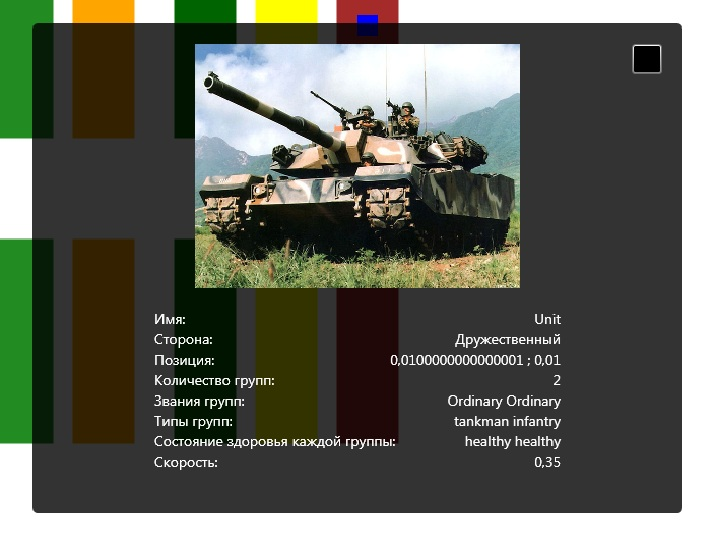 Имя: Unit
Сторона: Дружественный
Позиция: 0,0100000000000001 ; 0,01
Количество групп: 2
Звания групп: Ordinary Ordinary
Типы групп: tankman infantry
Состояние здоровья каждой группы: healthy healthy
Скорость: 0,35